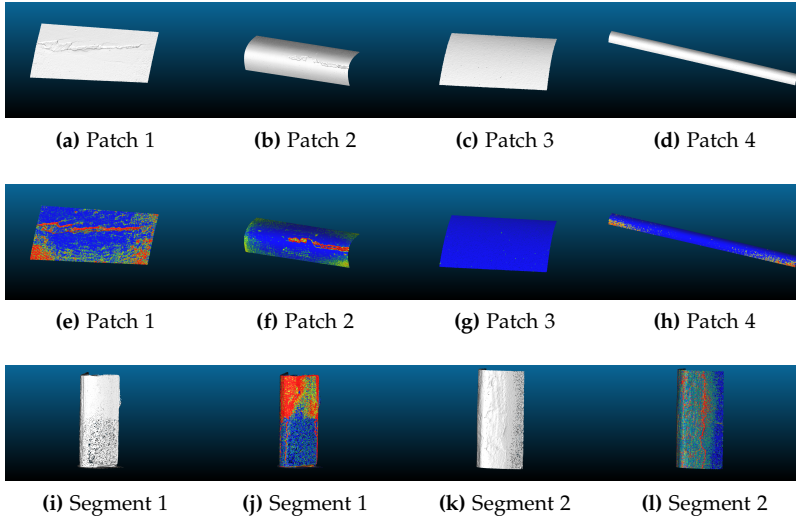 (a) Patch 1 (b) Patch 2 (c) Patch 3 (d) Patch 4
(e) Patch 1 (f) Patch 2 (g) Patch 3 (h) Patch 4
(i) Segment 1 (j) Segment 1 (k) Segment 2 (l) Segment 2